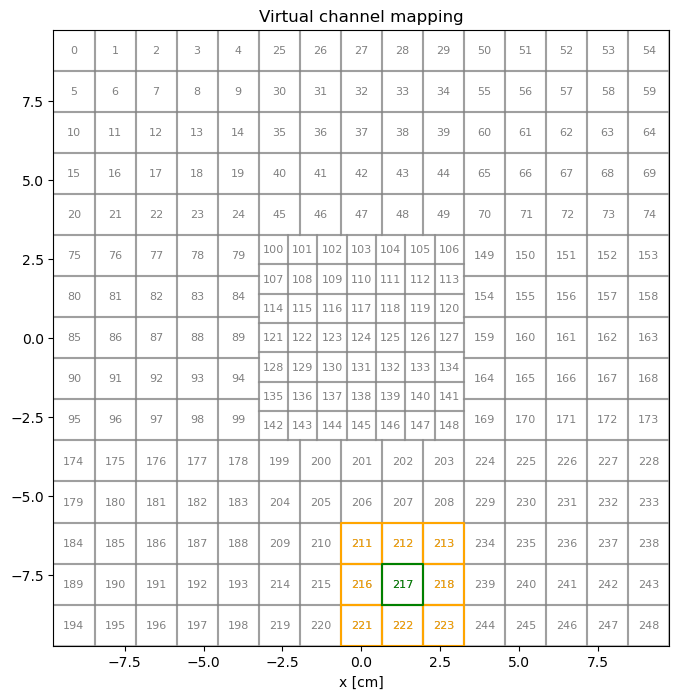 Virtual channel mapping
0 1 2 3 4 25 26 27 28 29 50 51 52 53 54
7.5 5 6 7 8 9 30 31 32 33 34 55 56 57 58 59
10 11 12 13 14 35 36 37 38 39 60 61 62 63 64
5.0 15 16 17 18 19 40 41 42 43 44 65 66 67 68 69
20 21 22 23 24 45 46 47 48 49 70 71 72 73 74
2.5 75 76 77 78 79 100 101 102 103 104 105 106 149 150 151 152 153
107 108 109 110 111 112 113
80 81 82 83 84 114 115 116 117 118 119 120 154 155 156 157 158
0.0 85 86 87 88 89 121 122 123 124 125 126 127 159 160 161 162 163
90 91 92 93 94 128 129 130 131 132 133 134 164 165 166 167 168
135 136 137 138 139 140 141
−2.5 95 96 97 98 99 142 143 144 145 146 147 148 169 170 171 172 173
174 175 176 177 178 199 200 201 202 203 224 225 226 227 228
−5.0 179 180 181 182 183 204 205 206 207 208 229 230 231 232 233
184 185 186 187 188 209 210 211 212 213 234 235 236 237 238
−7.5 189 190 191 192 193 214 215 216 217 218 239 240 241 242 243
194 195 196 197 198 219 220 221 222 223 244 245 246 247 248
−7.5 −5.0 −2.5 0.0 2.5 5.0 7.5
x [cm]